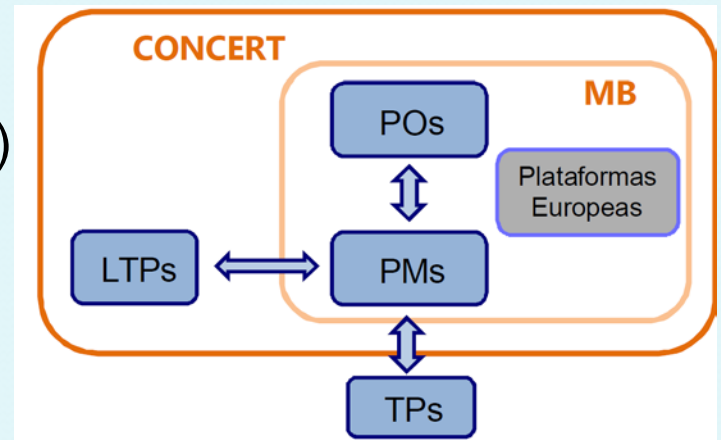 )
CONCERT
MB
POs
Plataformas
Europeas
LTPs
PMs
TPs